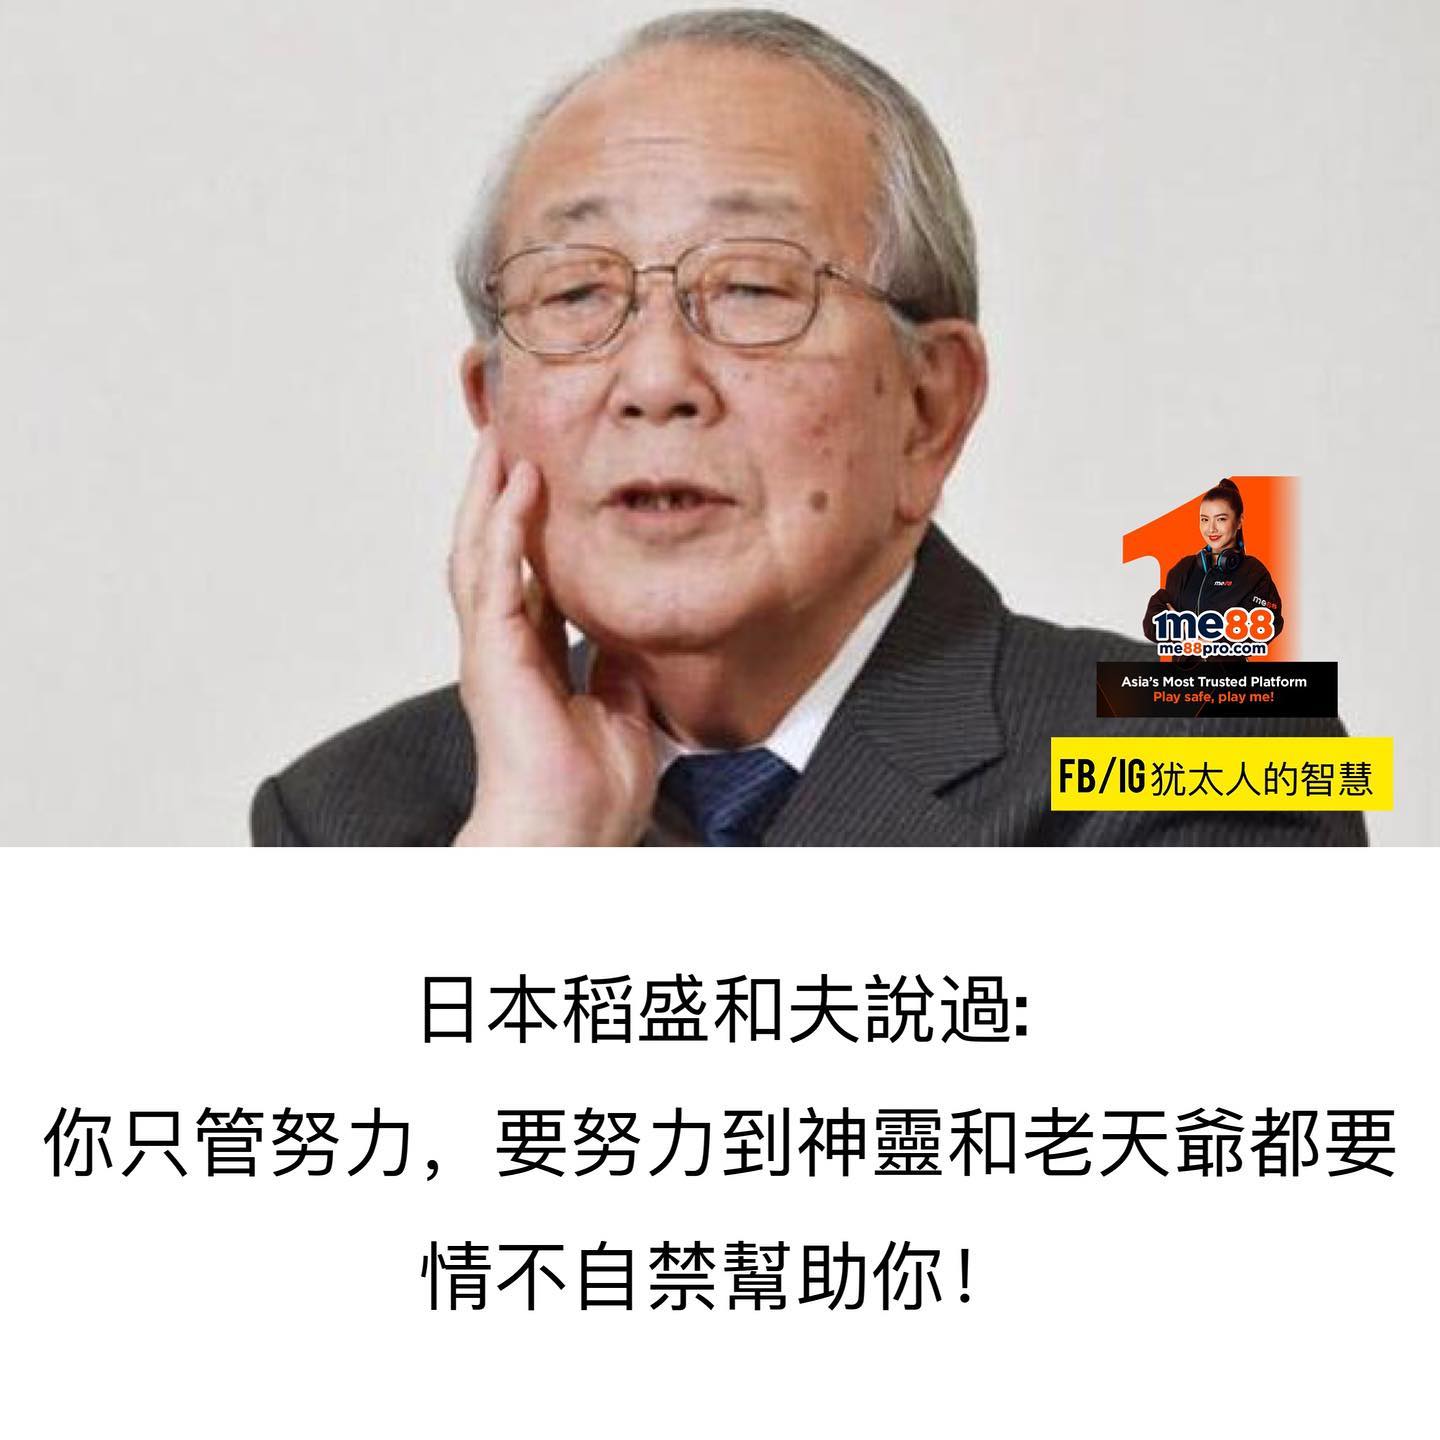 me88
me88
1me88
me88pro.com
Asia's Most Trusted Platform
Play safe, play me!
FB/IG犹太人的智慧
日本稻盛和夫說過:
你只管努力，要努力到神靈和老天爺都要
情不自禁幫助你！